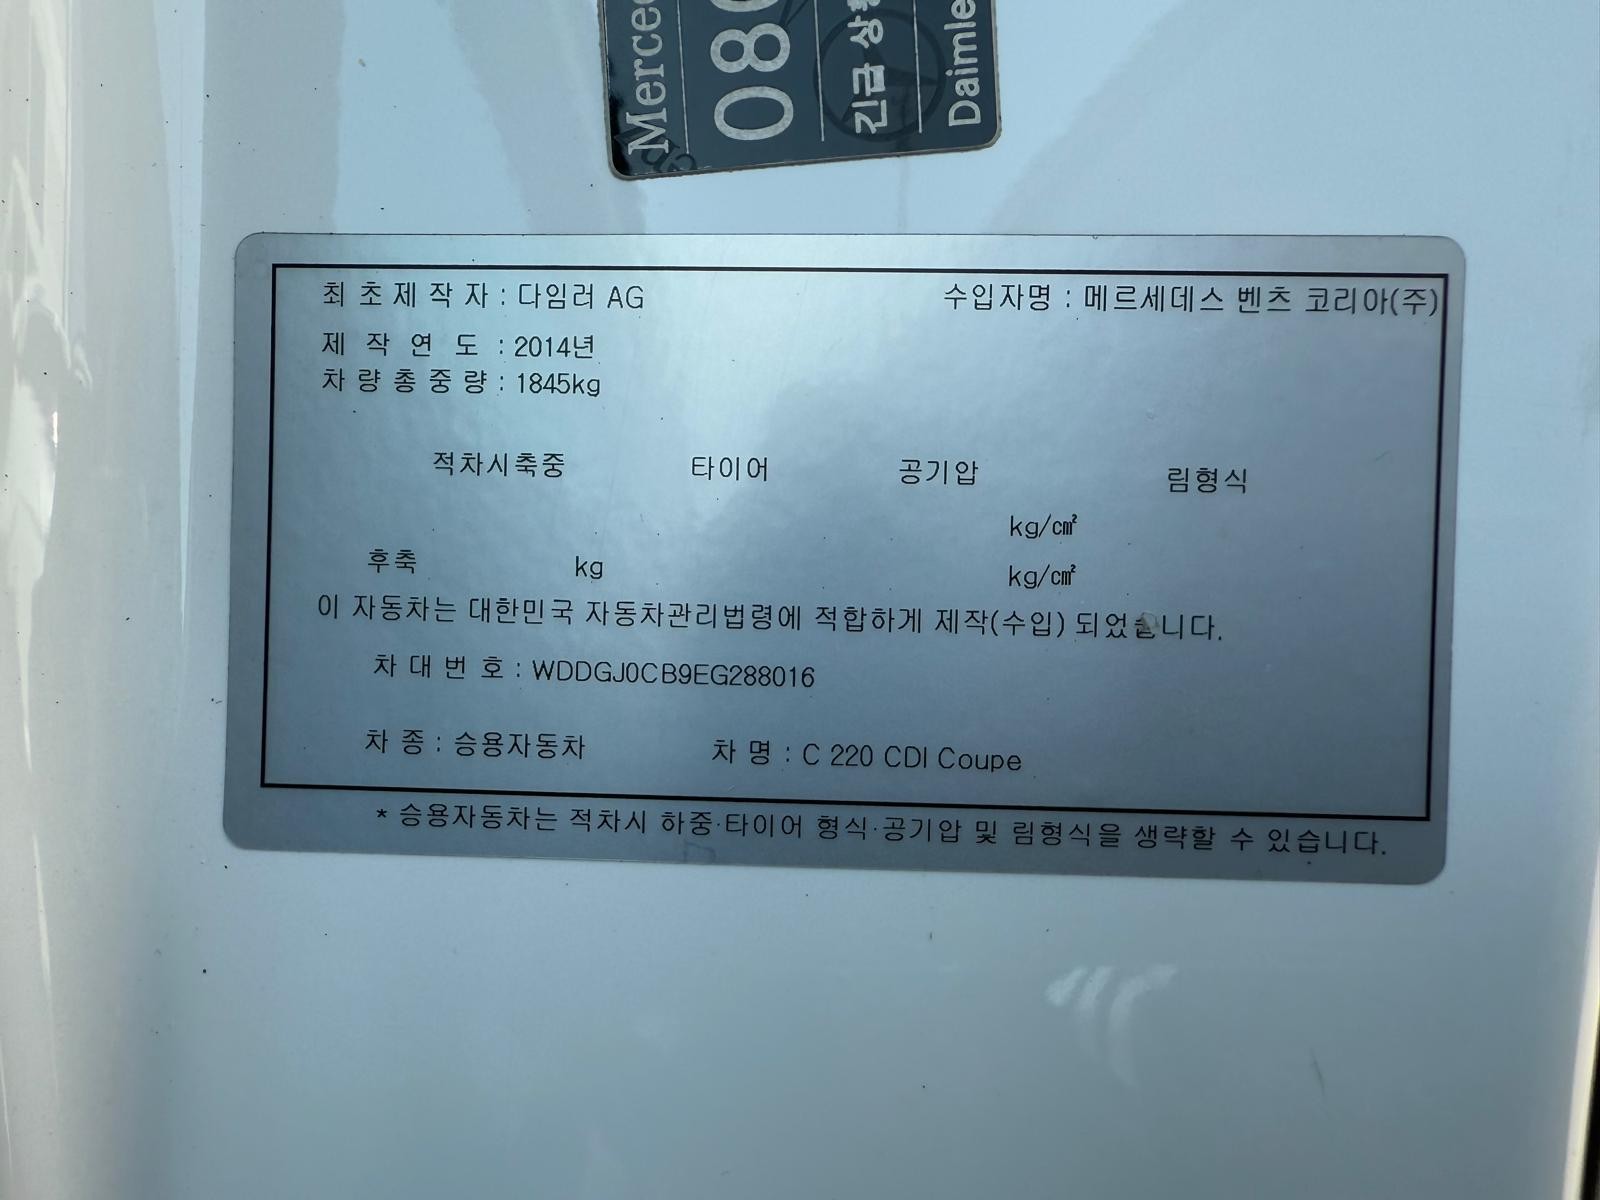 Merce
08
긴급 상
Daimle
최 초 제 작 자 : 다임러 AG
수입자명 : 메르세데스 벤츠 코리아(주)
제 작 연 도 : 2014년
차 량 총 중 량 : 1845kg
적차시축중 타이어 공기압 림형식
kg/㎠
후축 kg kg/㎠
이 자동차는 대한민국 자동차관리법령에 적합하게 제작(수입) 되었습니다.
차 대 번 호 : WDDGJ0CB9EG288016
차 종 : 승용자동차 차 명 : C 220 CDI Coupe
* 승용자동차는 적차시 하중·타이어 형식·공기압 및 림형식을 생략할 수 있습니다.